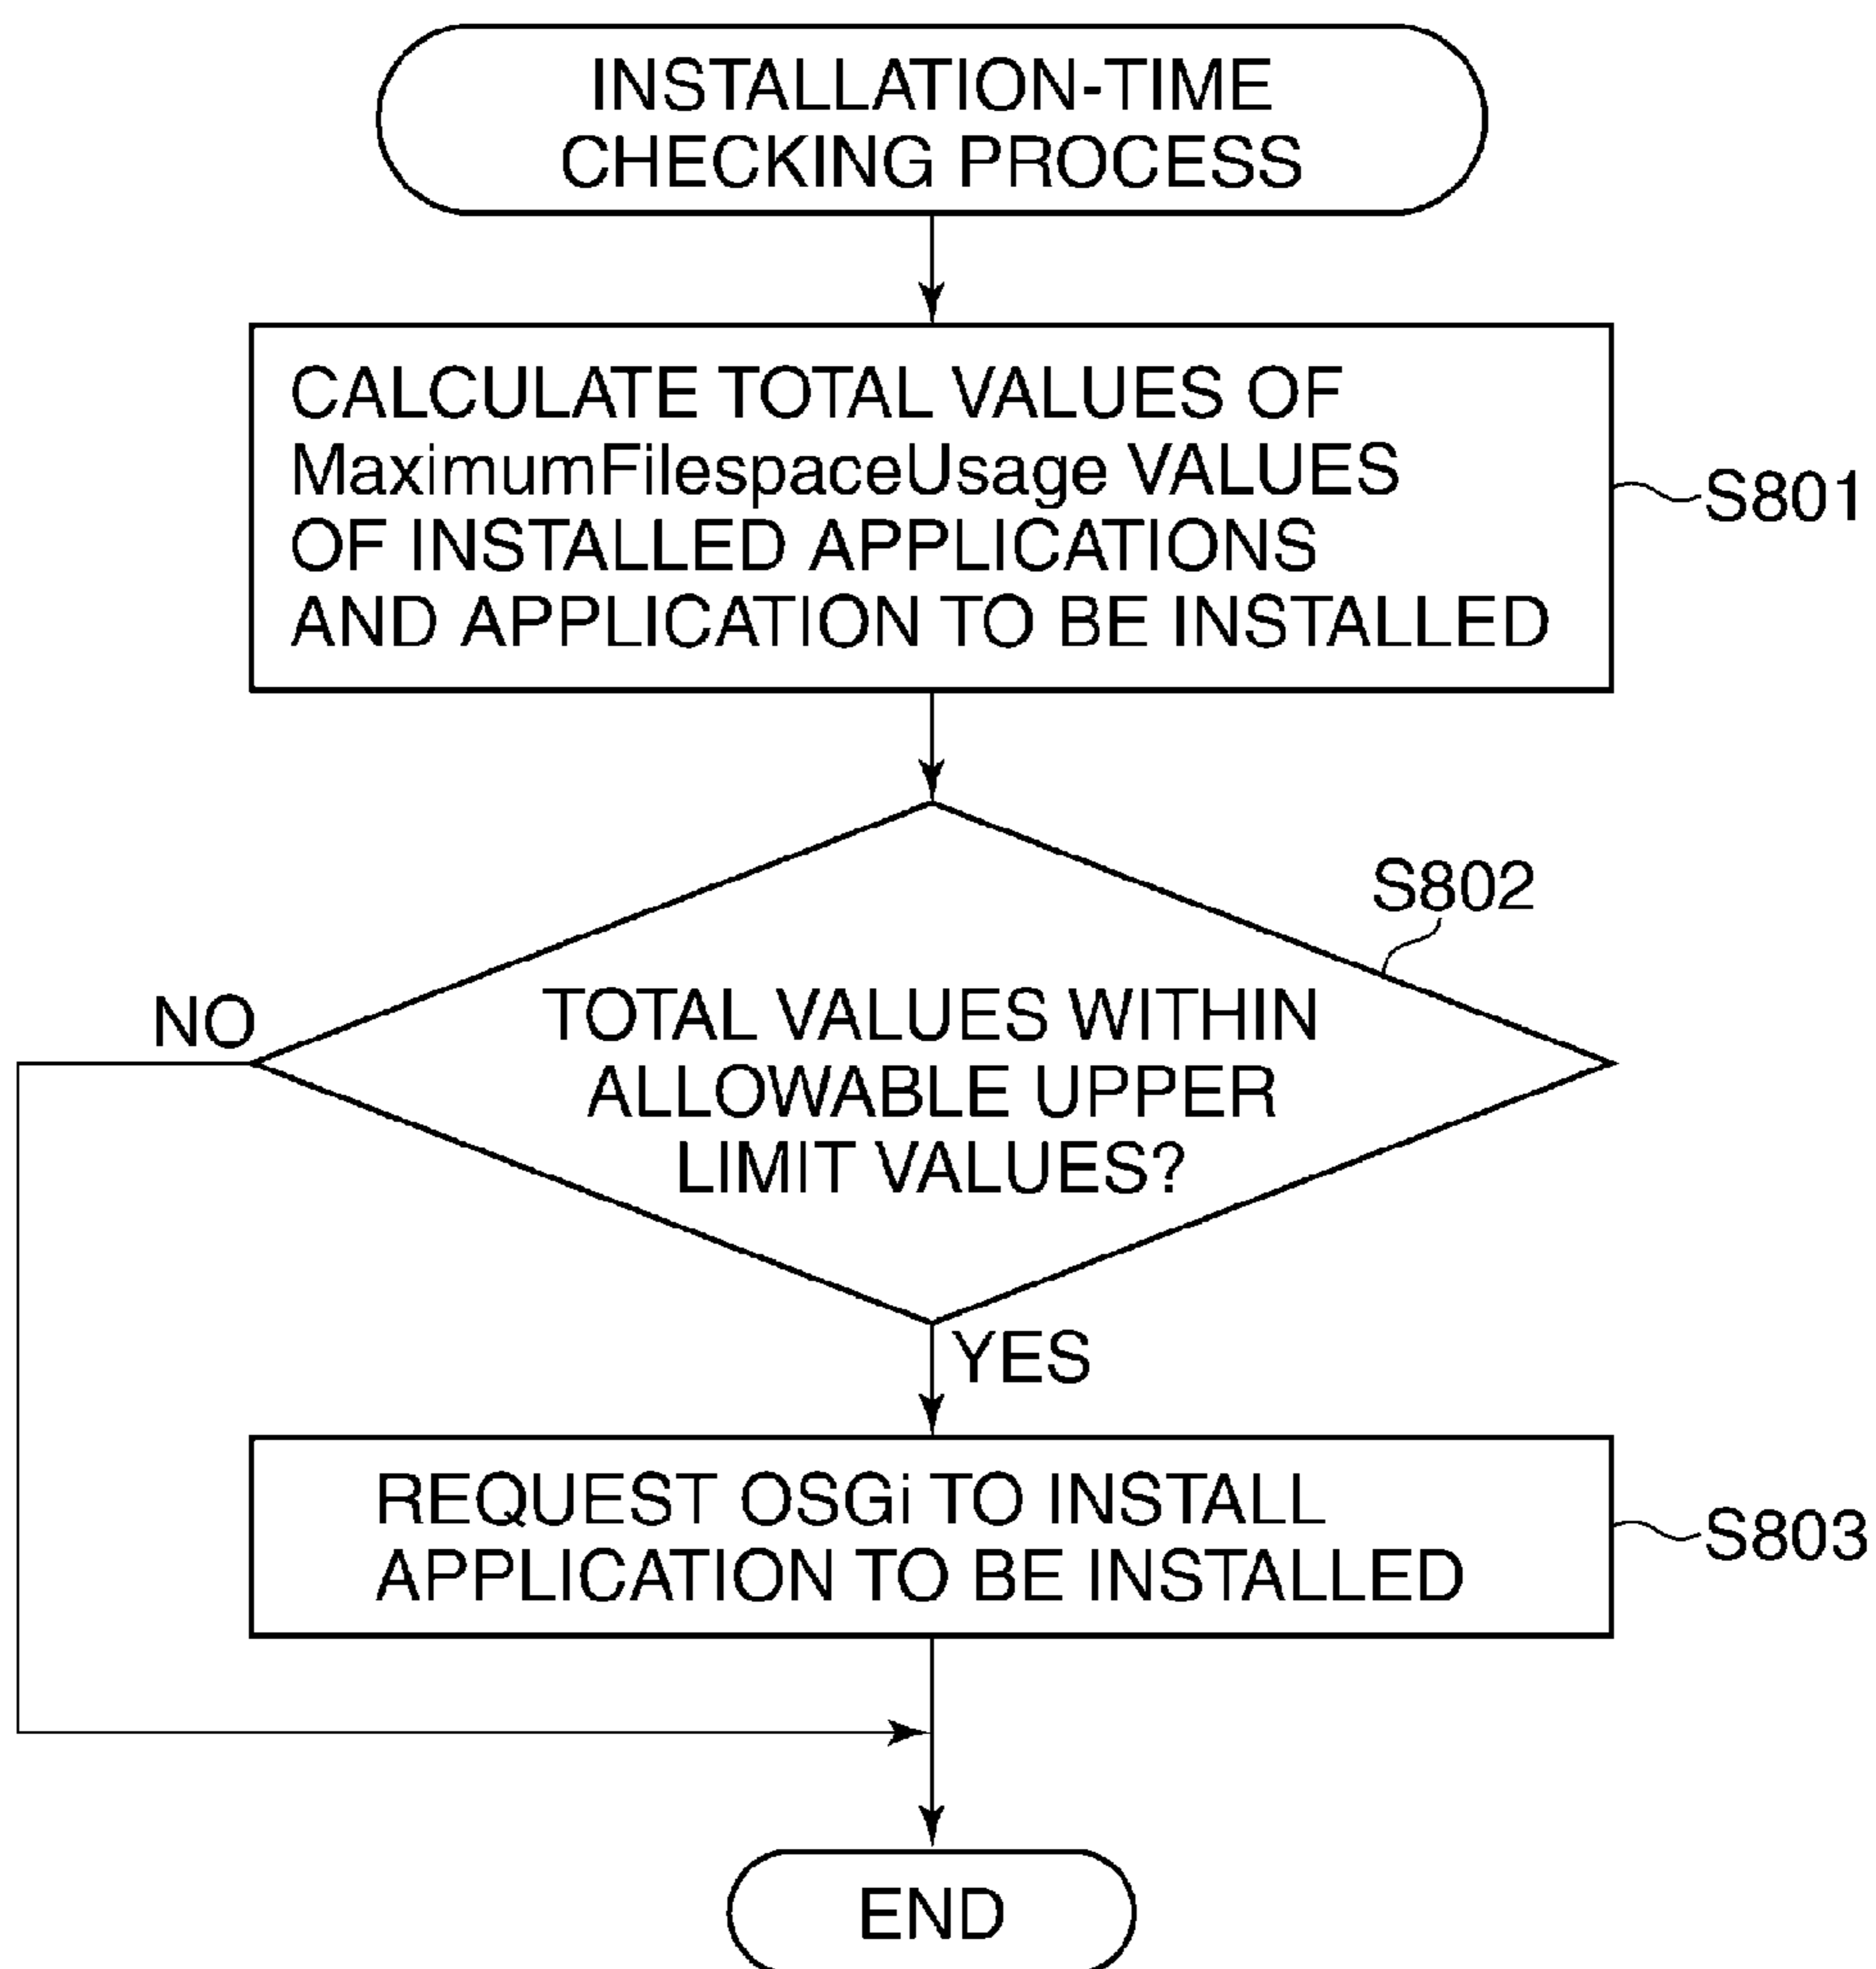 INSTALLATION-TIME
CHECKING PROCESS
CALCULATE TOTAL VALUES OF
MaximumFilespaceUsage VALUES
OF INSTALLED APPLICATIONS
AND APPLICATION TO BE INSTALLED
S801
S802
NO
TOTAL VALUES WITHIN
ALLOWABLE UPPER
LIMIT VALUES?
YES
REQUEST OSGi TO INSTALL
APPLICATION TO BE INSTALLED
S803
END